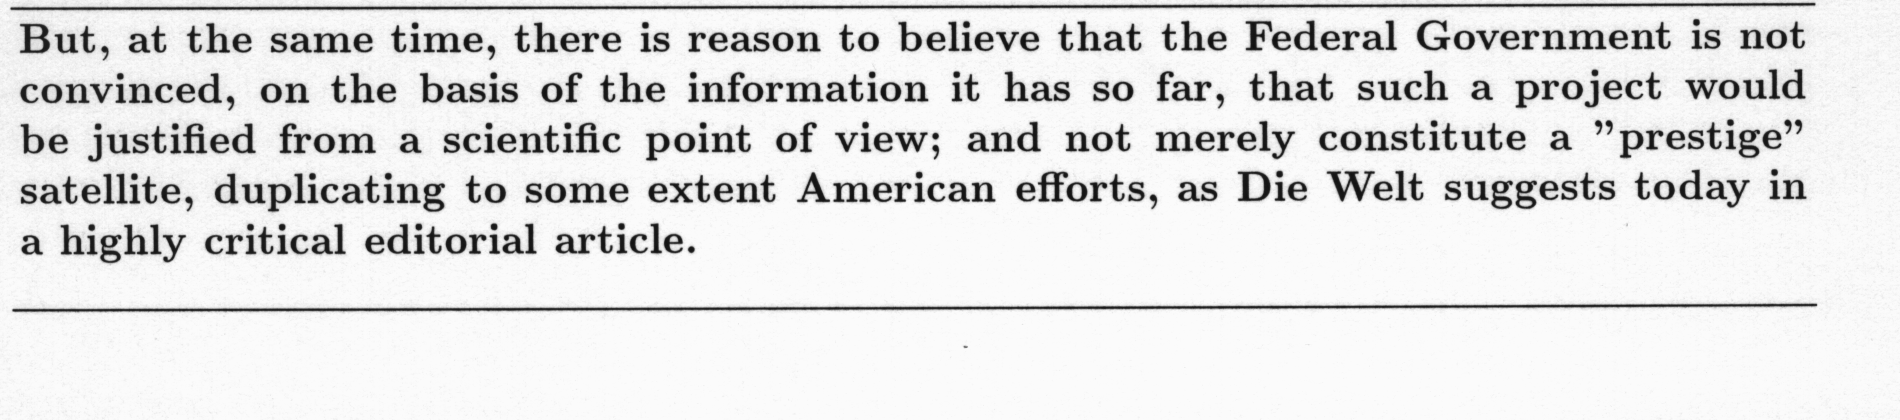 But, at the same time, there is reason to believe that the Federal Government is not
convinced, on the basis of the information it has so far, that such a project would
be justified from a scientific point of view; and not merely constitute a ”prestige”
satellite, duplicating to some extent American efforts, as Die Welt suggests today in
a highly critical editorial article.